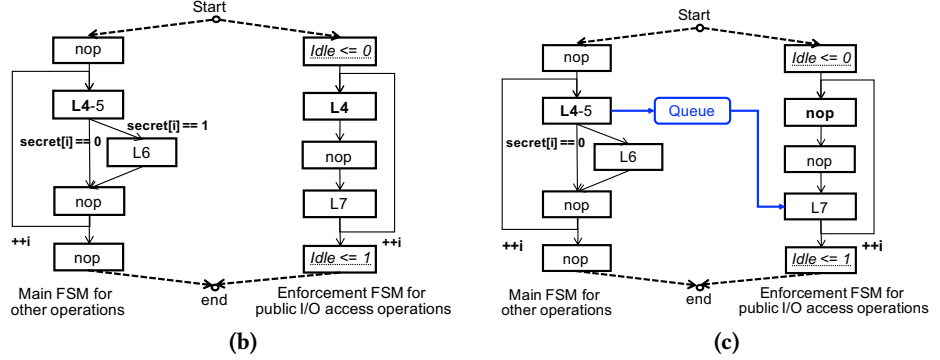 Start
nop
Idle <= 0
L4-5
L4
secret[i] == 1
secret[i] == 0
L6
nop
nop
L7
++i
++i
nop
Idle <= 1
end
Main FSM for
other operations
Enforcement FSM for
public I/O access operations
(b)
Start
nop
Idle <= 0
L4-5
Queue
nop
secret[i] == 0
L6
nop
nop
L7
++i
++i
nop
Idle <= 1
end
Main FSM for
other operations
Enforcement FSM for
public I/O access operations
(c)